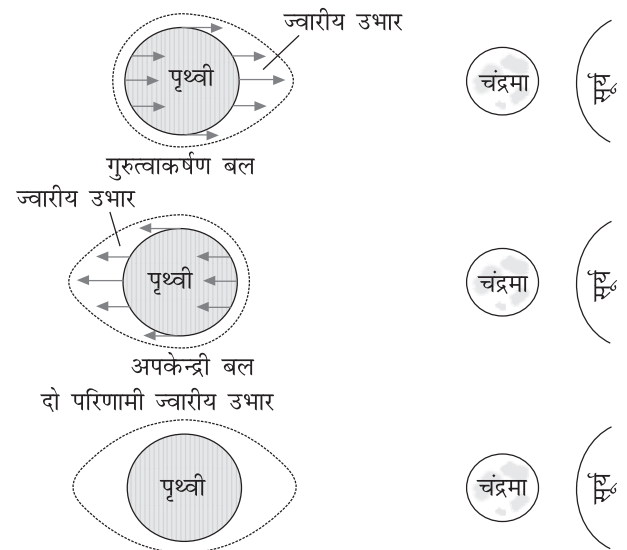 ज्वारीय उभार
पृथ्वी
चंद्रमा
सूर्य
गुरुत्वाकर्षण बल
ज्वारीय उभार
पृथ्वी
चंद्रमा
सूर्य
अपकेन्द्री बल
दो परिणामी ज्वारीय उभार
पृथ्वी
चंद्रमा
सूर्य